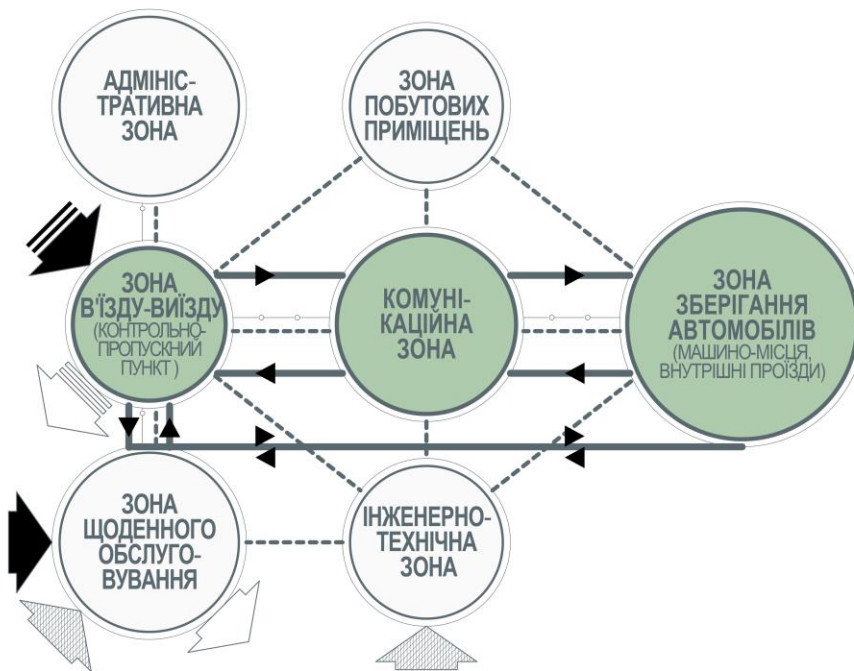 АДМІНІС-
ТРАТИВНА
ЗОНА
ЗОНА
ПОБУТОВИХ
ПРИМІЩЕНЬ
ЗОНА
В'ЇЗДУ-ВИЇЗДУ
(КОНТРОЛЬНО-
ПРОПУСКНИЙ
ПУНКТ )
КОМУНІ-
КАЦІЙНА
ЗОНА
ЗОНА
ЗБЕРІГАННЯ
АВТОМОБІЛІВ
(МАШИНО-МІСЦЯ,
ВНУТРІШНІ ПРОЇЗДИ)
ЗОНА
ЩОДЕННОГО
ОБСЛУГО-
ВУВАННЯ
ІНЖЕНЕРНО-
ТЕХНІЧНА
ЗОНА